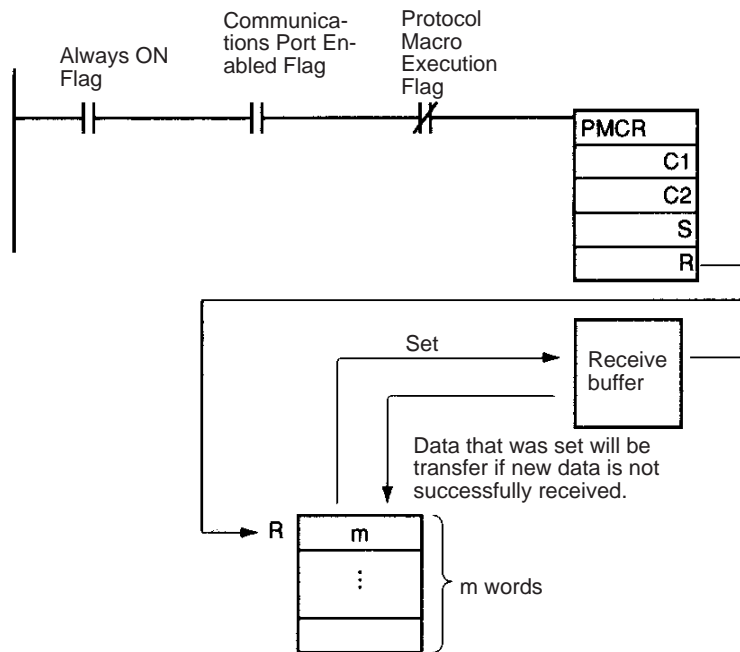 Always ON
Flag
Communica-
tions Port En-
abled Flag
Protocol
Macro
Execution
Flag
PMCR
C1
C2
S
R
Set
Receive
buffer
Data that was set will be
transfer if new data is not
successfully received.
R
m
⋮
m words